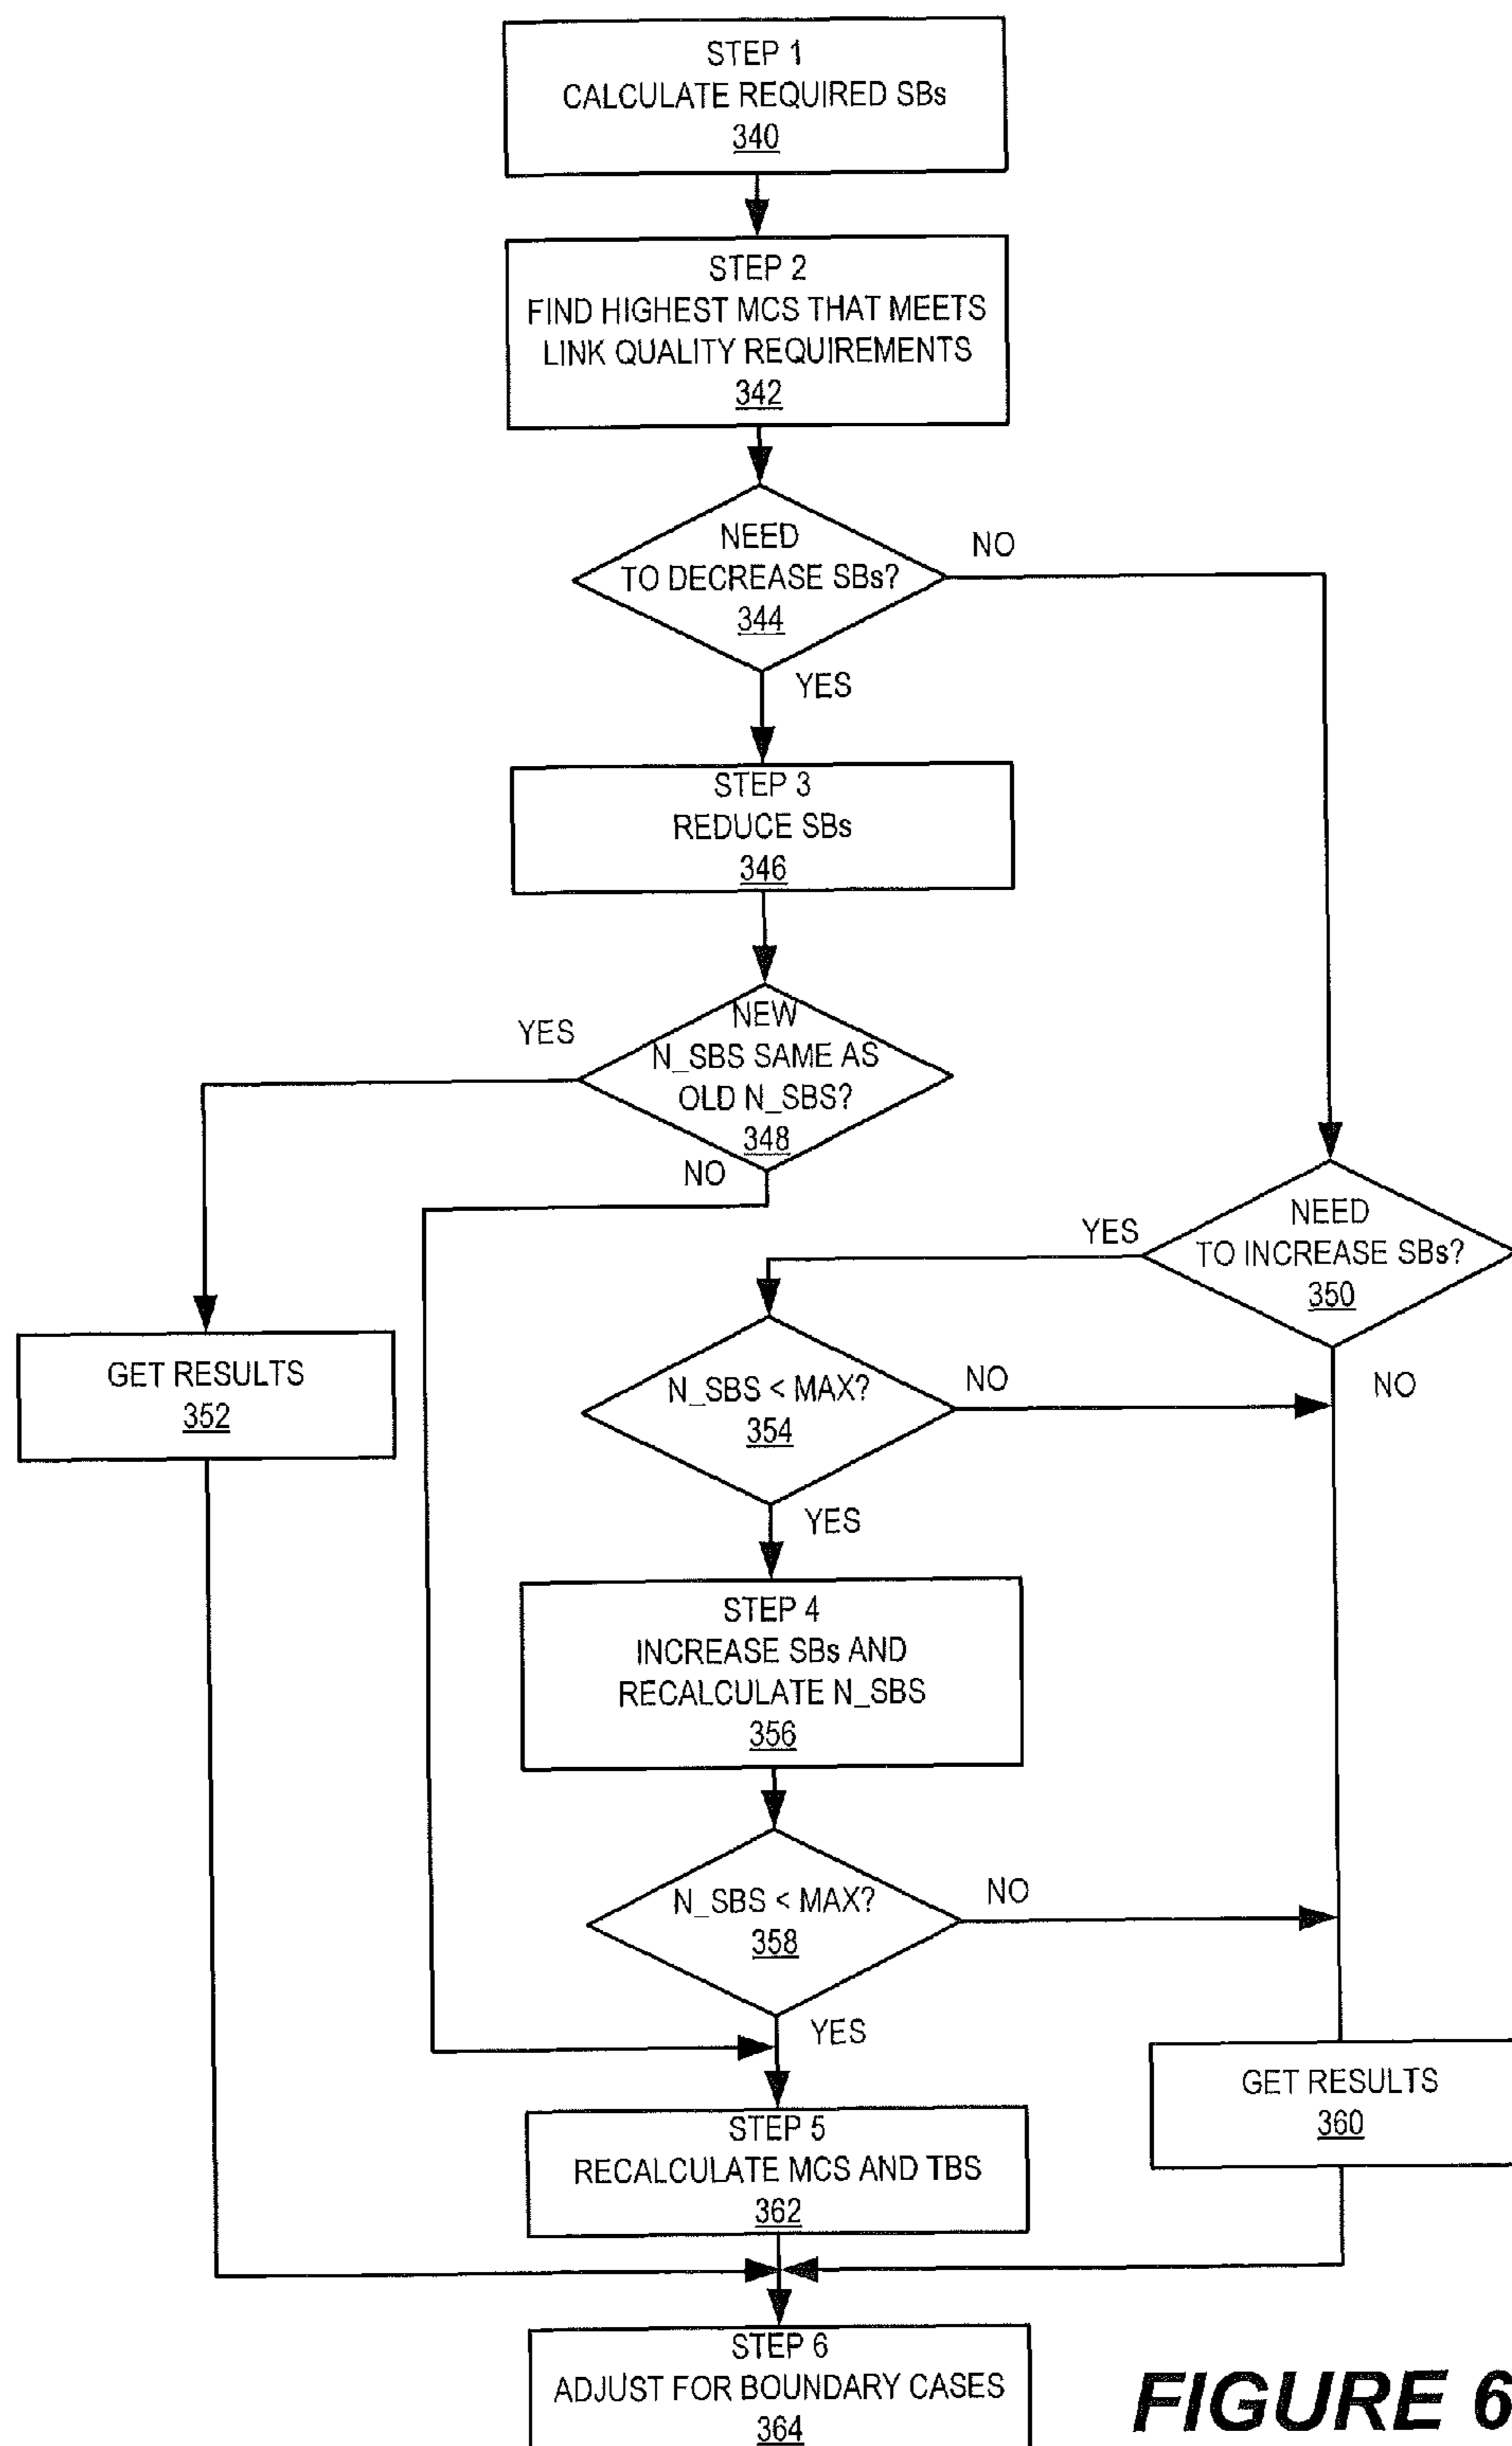 STEP 1
CALCULATE REQUIRED SBs
340
STEP 2
FIND HIGHEST MCS THAT MEETS
LINK QUALITY REQUIREMENTS
342
NEED
TO DECREASE SBs?
344
NO
YES
STEP 3
REDUCE SBs
346
NEW
N_SBS SAME AS
OLD N_SBS?
348
YES
NO
NEED
TO INCREASE SBs?
350
YES
NO
GET RESULTS
352
N_SBS < MAX?
354
NO
YES
STEP 4
INCREASE SBs AND
RECALCULATE N_SBS
356
N_SBS < MAX?
358
NO
YES
GET RESULTS
360
STEP 5
RECALCULATE MCS AND TBS
362
STEP 6
ADJUST FOR BOUNDARY CASES
364
FIGURE 6